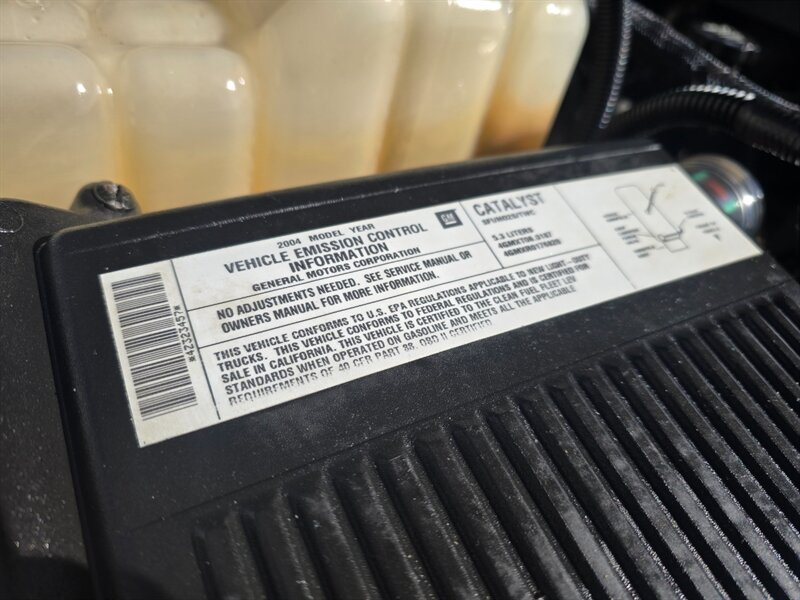 2004 MODEL YEAR
VEHICLE EMISSION CONTROL
INFORMATION
GENERAL MOTORS CORPORATION
GM
NO ADJUSTMENTS NEEDED. SEE SERVICE MANUAL OR
OWNERS MANUAL FOR MORE INFORMATION.
THIS VEHICLE CONFORMS TO U.S. EPA REGULATIONS APPLICABLE TO NEW LIGHT-DUTY
TRUCKS. THIS VEHICLE CONFORMS TO FEDERAL REGULATIONS AND IS CERTIFIED FOR
SALE IN CALIFORNIA. THIS VEHICLE IS CERTIFIED TO THE CLEAN FUEL FLEET LEV
STANDARDS WHEN OPERATED ON GASOLINE AND MEETS ALL THE
REQUIREMENTS OF 40 CFR PART 88. OBD II CERTIFIED
CATALYST
5.3 LITERS
*42323457*